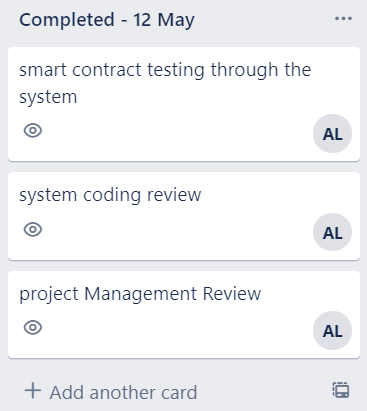 Completed - 12 May
smart contract testing through the
system
AL
system coding review
AL
project Management Review
AL
Add another card